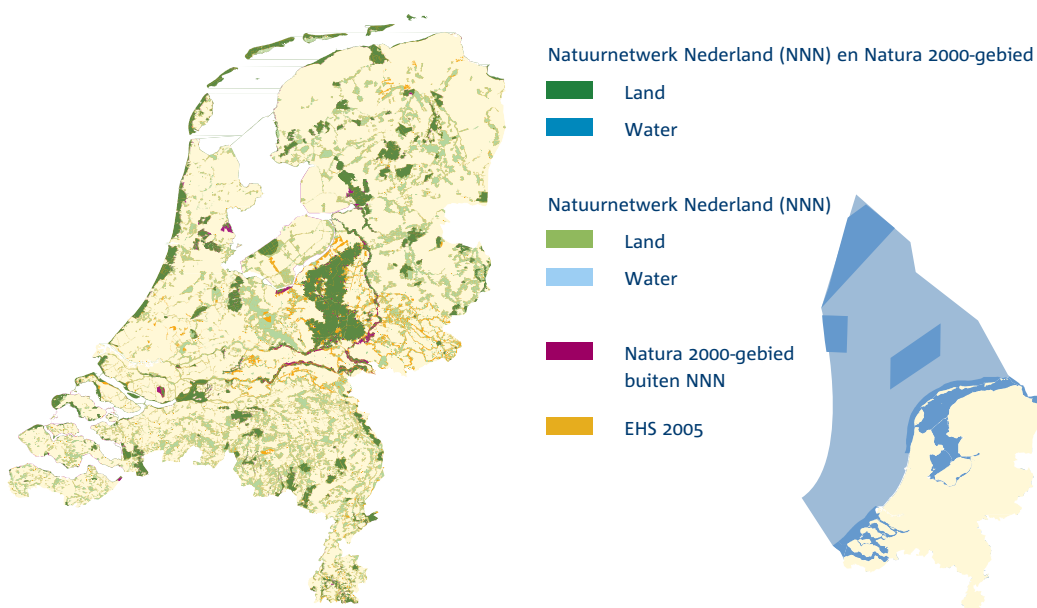 Natuurnetwerk Nederland (NNN) en Natura 2000-gebied
Land
Water
Natuurnetwerk Nederland (NNN)
Land
Water
Natura 2000-gebied
buiten NNN
EHS 2005